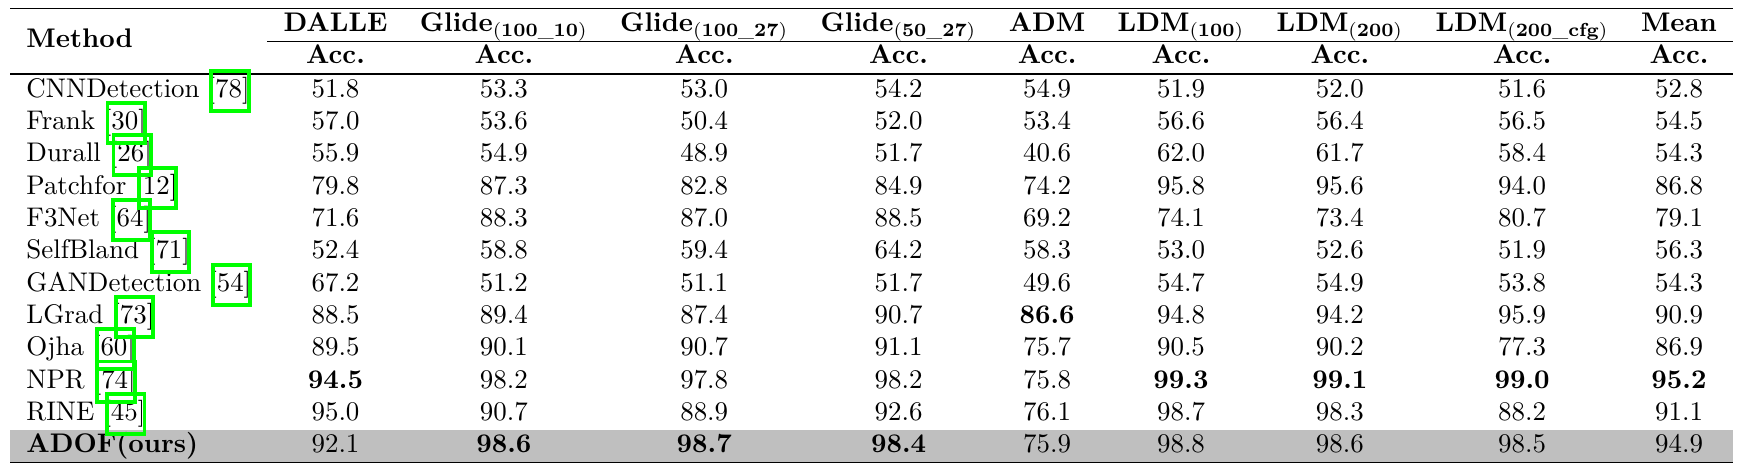 Method DALLE Glide(100_10) Glide(100_27) Glide(50_27) ADM LDM(100) LDM(200) LDM(200_cfg) Mean
Acc. Acc. Acc. Acc. Acc. Acc. Acc. Acc. Acc.
CNNDetection [78] 51.8 53.3 53.0 54.2 54.9 51.9 52.0 51.6 52.8
Frank [30] 57.0 53.6 50.4 52.0 53.4 56.6 56.4 56.5 54.5
Durall [26] 55.9 54.9 48.9 51.7 40.6 62.0 61.7 58.4 54.3
Patchfor [12] 79.8 87.3 82.8 84.9 74.2 95.8 95.6 94.0 86.8
F3Net [64] 71.6 88.3 87.0 88.5 69.2 74.1 73.4 80.7 79.1
SelfBland [71] 52.4 58.8 59.4 64.2 58.3 53.0 52.6 51.9 56.3
GANDetection [54] 67.2 51.2 51.1 51.7 49.6 54.7 54.9 53.8 54.3
LGrad [73] 88.5 89.4 87.4 90.7 86.6 94.8 94.2 95.9 90.9
Ojha [60] 89.5 90.1 90.7 91.1 75.7 90.5 90.2 77.3 86.9
NPR [74] 94.5 98.2 97.8 98.2 75.8 99.3 99.1 99.0 95.2
RINE [45] 95.0 90.7 88.9 92.6 76.1 98.7 98.3 88.2 91.1
ADOF(ours) 92.1 98.6 98.7 98.4 75.9 98.8 98.6 98.5 94.9